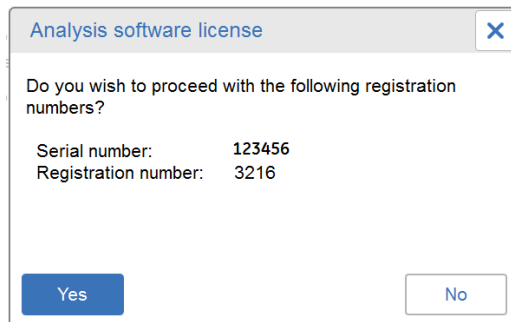 Analysis software license
Do you wish to proceed with the following registration
numbers?
Serial number: 123456
Registration number: 3216
Yes No